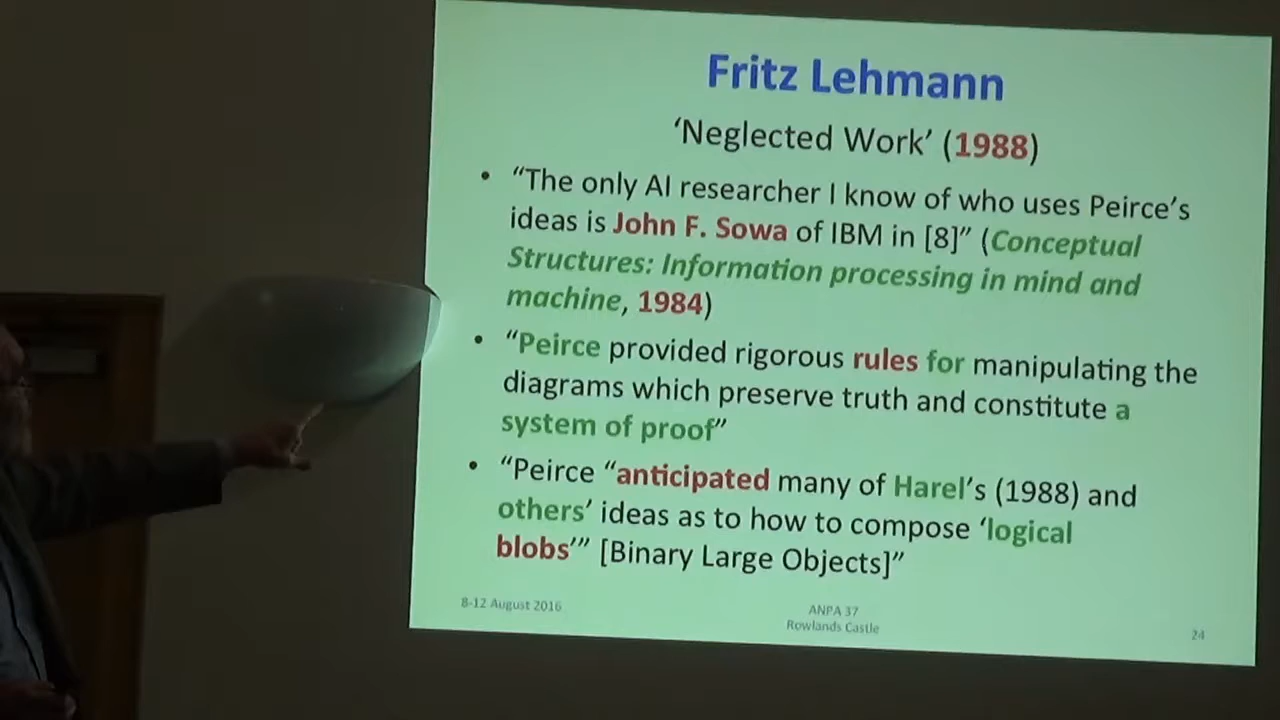 Fritz Lehmann
‘Neglected Work’ (1988)
• “The only AI researcher I know of who uses Peirce’s
ideas is John F. Sowa of IBM in [8]” (Conceptual
Structures: Information processing in mind and
machine, 1984)
• “Peirce provided rigorous rules for manipulating the
diagrams which preserve truth and constitute a
system of proof”
• “Peirce “anticipated many of Harel’s (1988) and
others’ ideas as to how to compose ‘logical
blobs’” [Binary Large Objects]”
8-12 August 2016
ANPA 37
Rowlands Castle
24